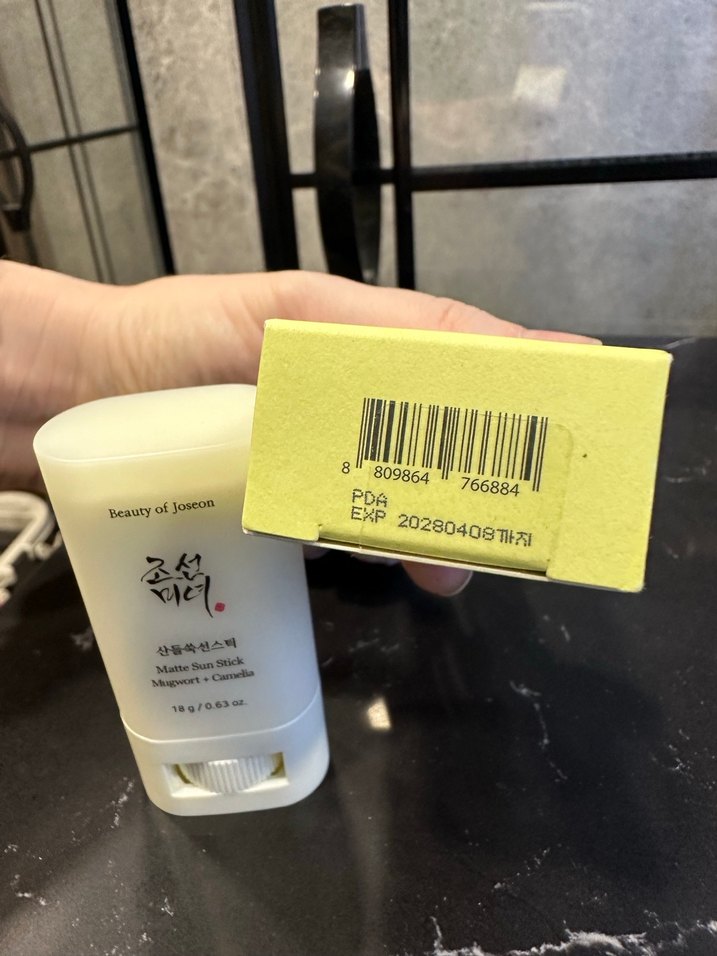 Beauty of Joseon
조선
미녀
산들쑥선스틱
Matte Sun Stick
Mugwort + Camelia
18 g / 0.63 oz.
8 809864 766884
PDA
EXP 20280408까지